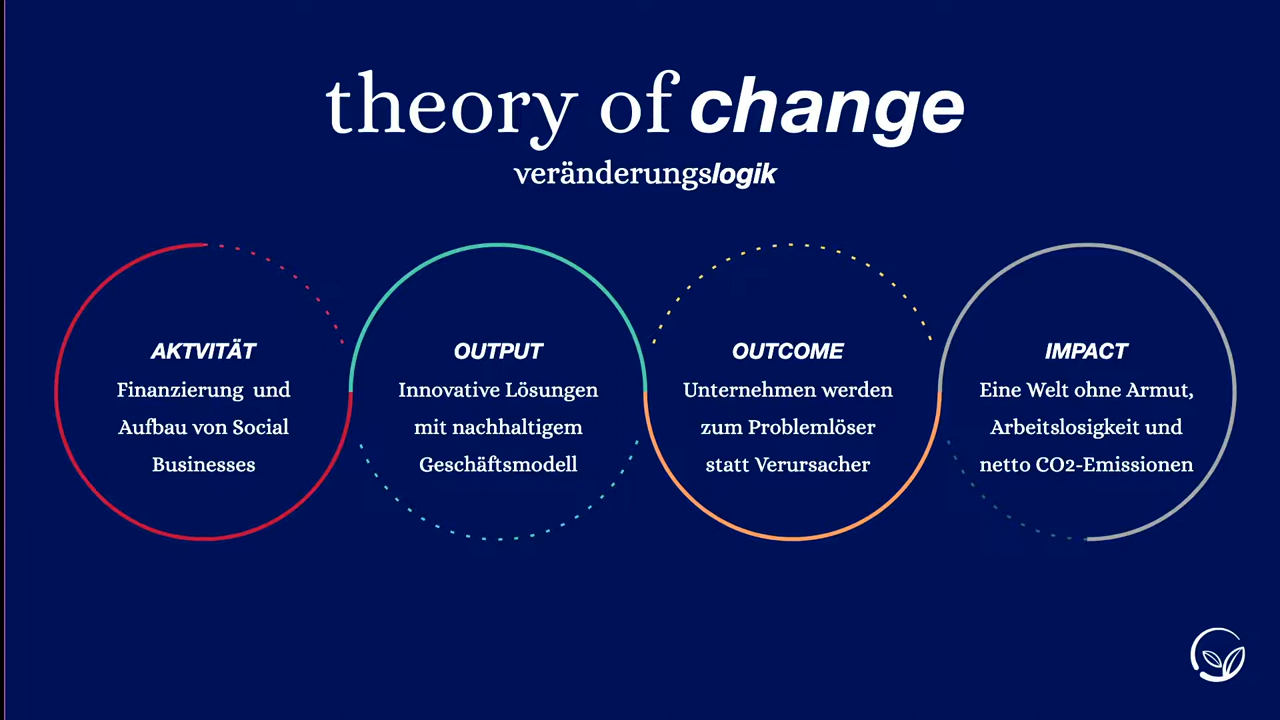 theory of change
veränderungslogik
AKTVITÄT
Finanzierung und
Aufbau von Social
Businesses
OUTPUT
Innovative Lösungen
mit nachhaltigem
Geschäftsmodell
OUTCOME
Unternehmen werden
zum Problemlöser
statt Verursacher
IMPACT
Eine Welt ohne Armut,
Arbeitslosigkeit und
netto CO2-Emissionen